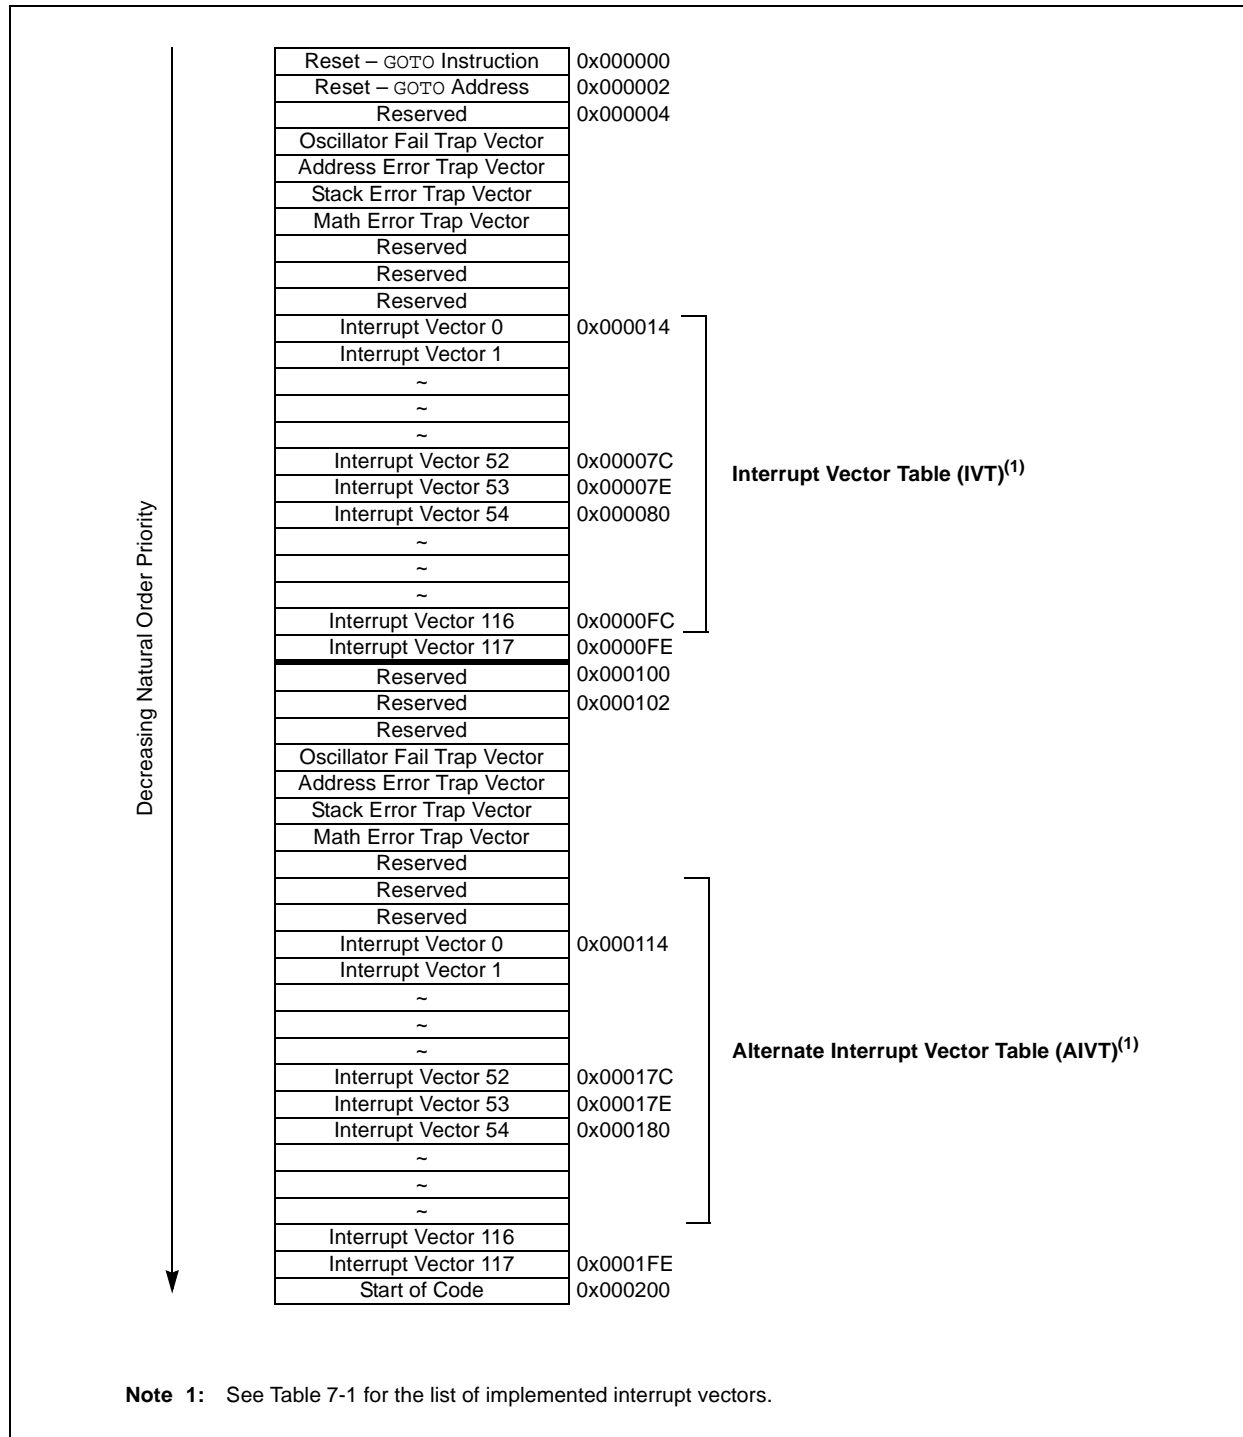 Reset – GOTO Instruction 0x000000
Reset – GOTO Address 0x000002
Reserved 0x000004
Oscillator Fail Trap Vector
Address Error Trap Vector
Stack Error Trap Vector
Math Error Trap Vector
Reserved
Reserved
Reserved
Interrupt Vector 0 0x000014
Interrupt Vector 1
~
~
~
Interrupt Vector 52 0x00007C
Interrupt Vector Table (IVT)(1)
Interrupt Vector 53 0x00007E
Interrupt Vector 54 0x000080
~
~
~
Interrupt Vector 116 0x0000FC
Interrupt Vector 117 0x0000FE
Decreasing Natural Order Priority
Reserved 0x000100
Reserved 0x000102
Reserved
Oscillator Fail Trap Vector
Address Error Trap Vector
Stack Error Trap Vector
Math Error Trap Vector
Reserved
Reserved
Reserved
Interrupt Vector 0 0x000114
Interrupt Vector 1
~
~
~
Alternate Interrupt Vector Table (AIVT)(1)
Interrupt Vector 52 0x00017C
Interrupt Vector 53 0x00017E
Interrupt Vector 54 0x000180
~
~
~
Interrupt Vector 116
Interrupt Vector 117 0x0001FE
Start of Code 0x000200
Note 1: See Table 7-1 for the list of implemented interrupt vectors.